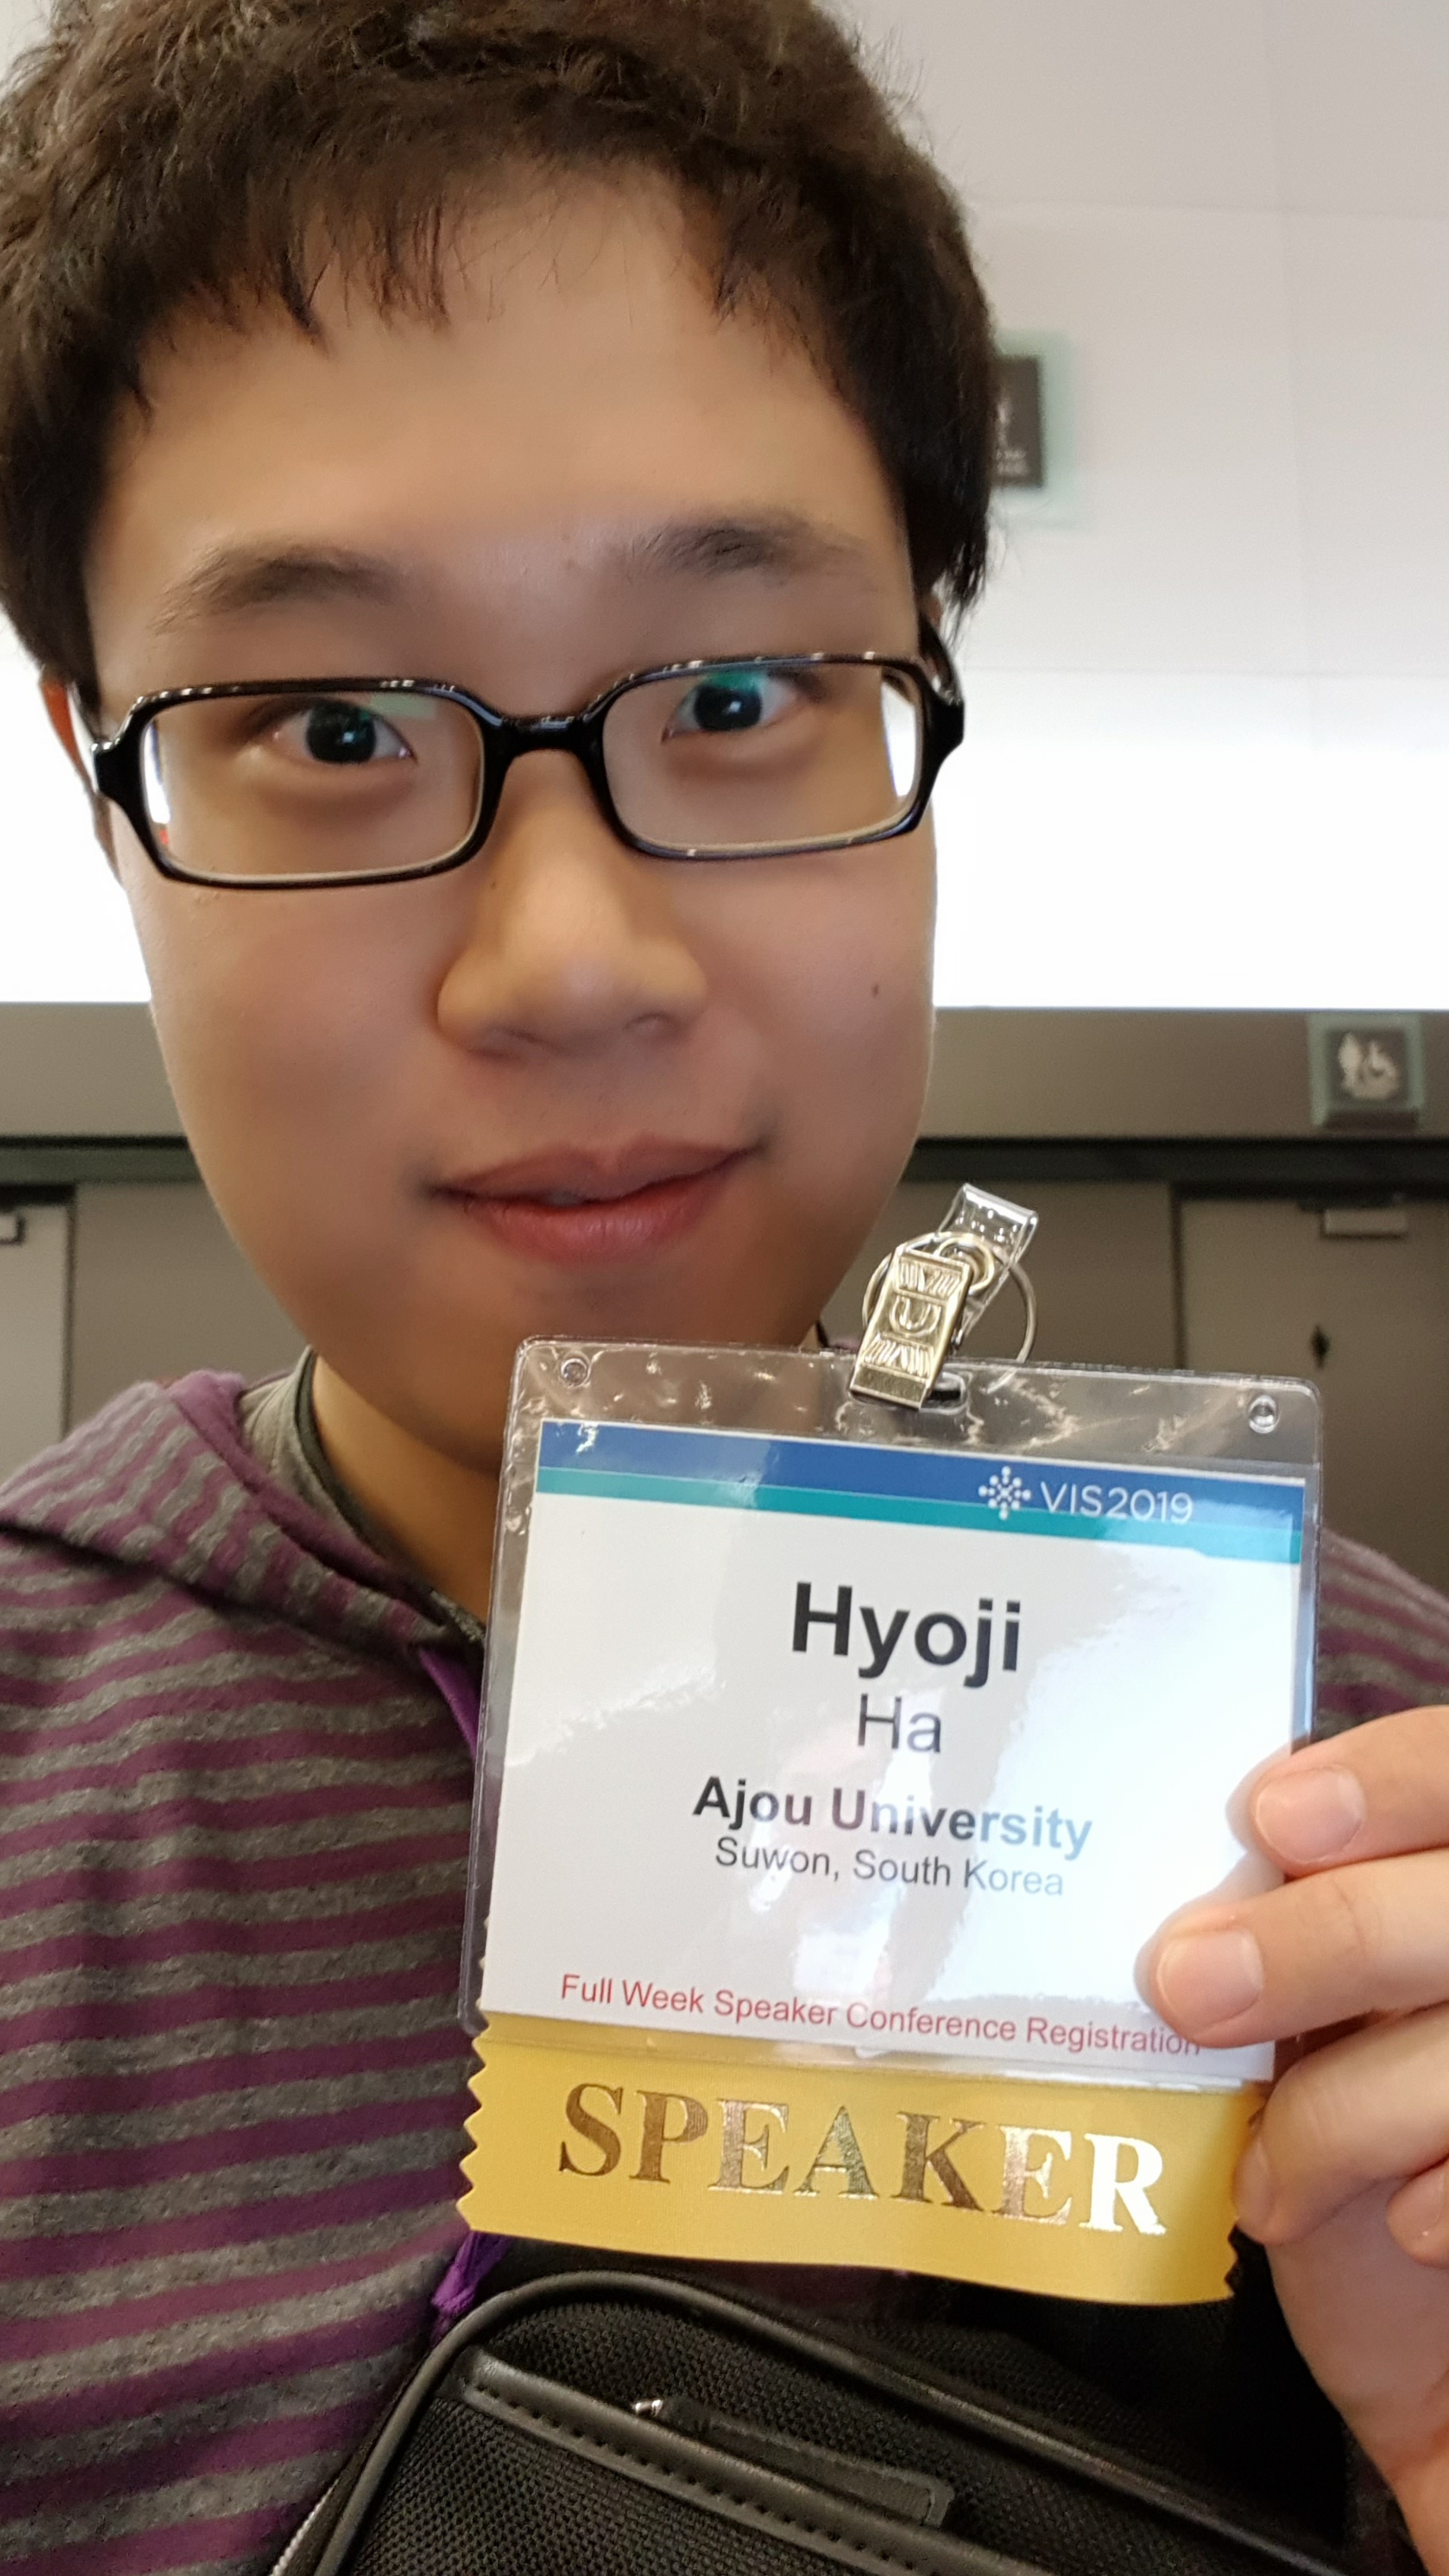 VIS2019
Hyoji
Ha
Ajou University
Suwon, South Korea
Full Week Speaker Conference Registration
SPEAKER